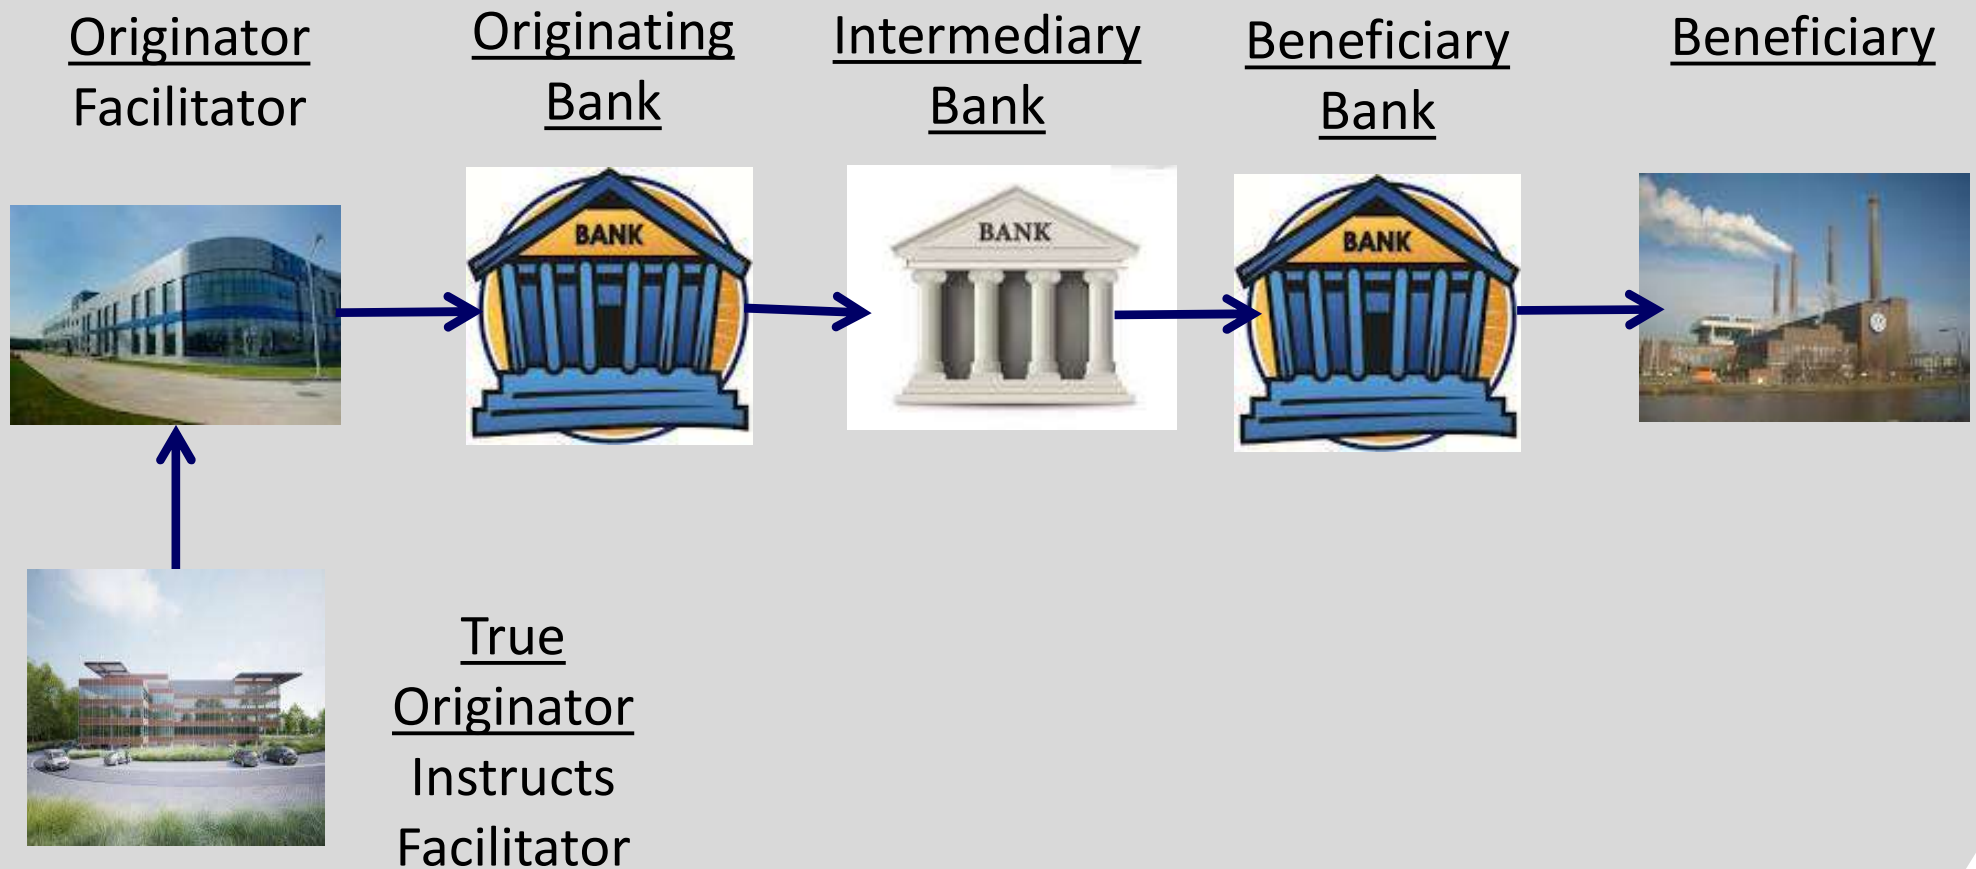 Originator
Facilitator
Originating
Bank
Intermediary
Bank
Beneficiary
Bank
Beneficiary
BANK
BANK
BANK
True
Originator
Instructs
Facilitator